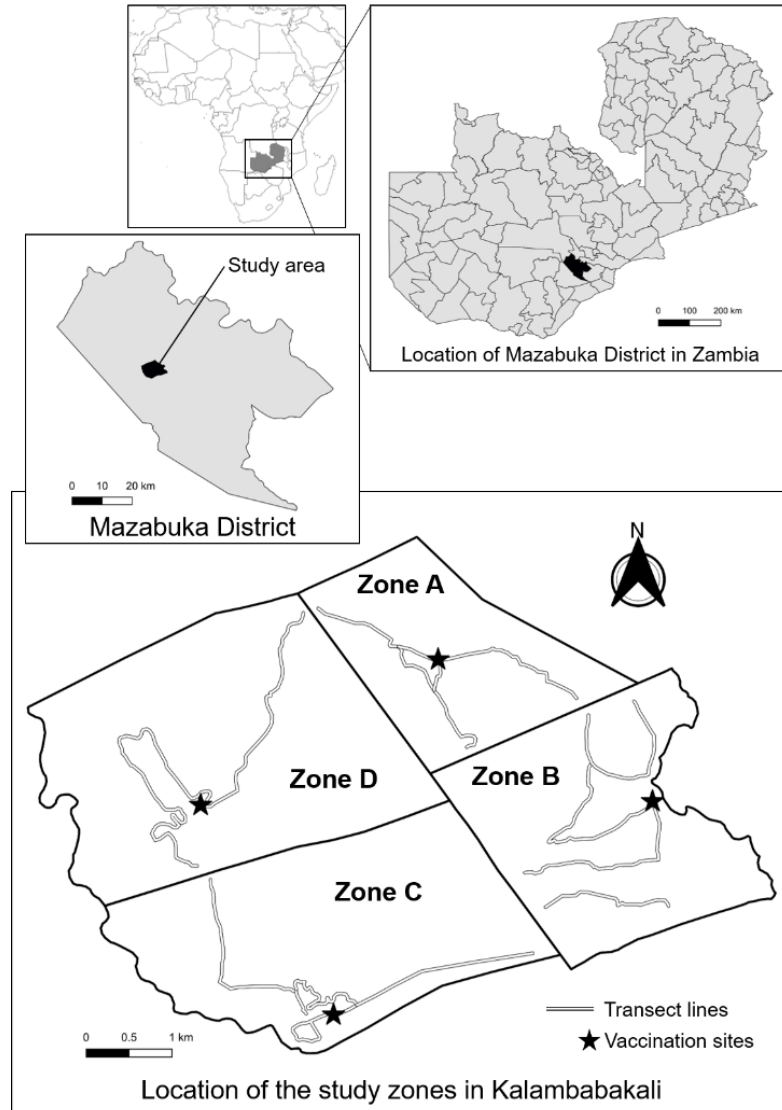 0 100 200 km
Location of Mazabuka District in Zambia
Study area
0 10 20 km
Mazabuka District
N
Zone A
Zone D
Zone B
Zone C
Transect lines
Vaccination sites
0 0.5 1 km
Location of the study zones in Kalambabakali